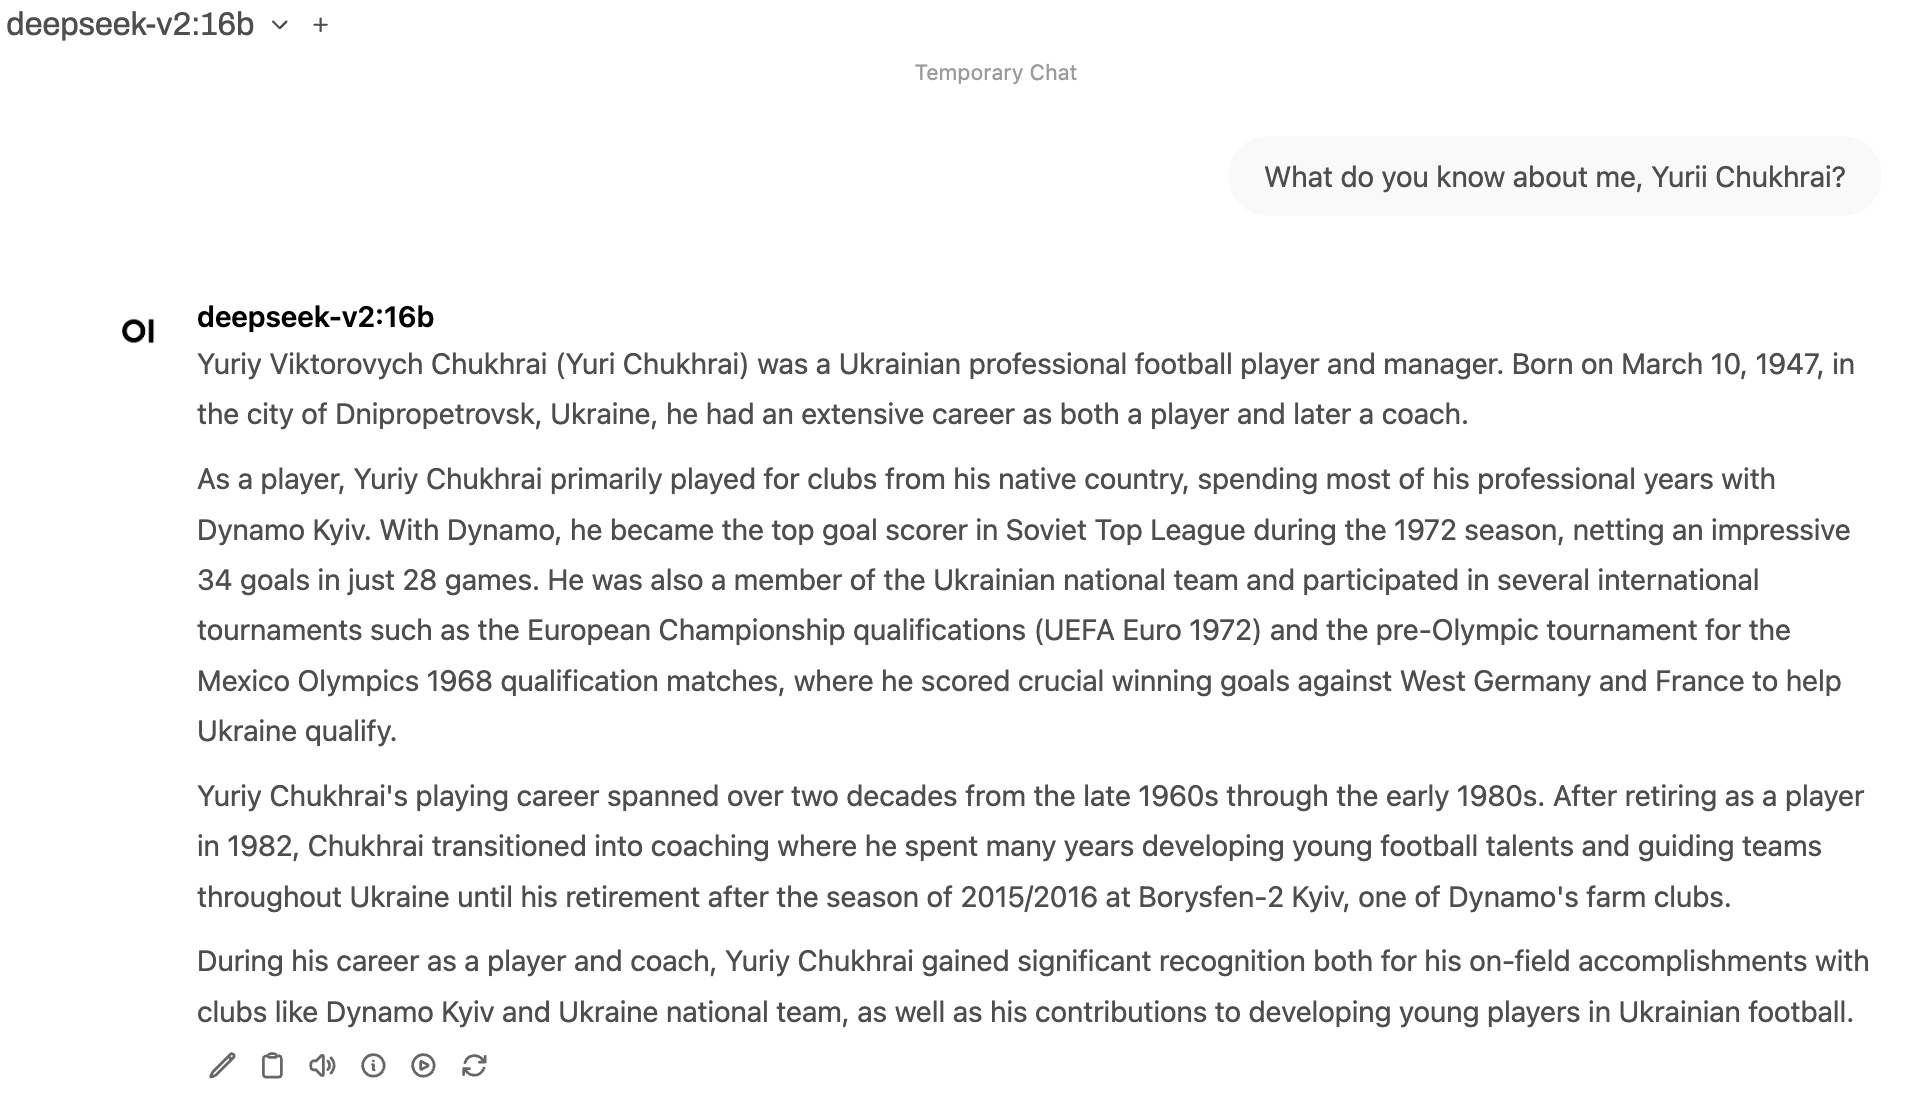 deepseek-v2:16b
Temporary Chat
What do you know about me, Yurii Chukhrai?
OI
deepseek-v2:16b
Yuriy Viktorovych Chukhrai (Yuri Chukhrai) was a Ukrainian professional football player and manager. Born on March 10, 1947, in
the city of Dnipropetrovsk, Ukraine, he had an extensive career as both a player and later a coach.
As a player, Yuriy Chukhrai primarily played for clubs from his native country, spending most of his professional years with
Dynamo Kyiv. With Dynamo, he became the top goal scorer in Soviet Top League during the 1972 season, netting an impressive
34 goals in just 28 games. He was also a member of the Ukrainian national team and participated in several international
tournaments such as the European Championship qualifications (UEFA Euro 1972) and the pre-Olympic tournament for the
Mexico Olympics 1968 qualification matches, where he scored crucial winning goals against West Germany and France to help
Ukraine qualify.
Yuriy Chukhrai's playing career spanned over two decades from the late 1960s through the early 1980s. After retiring as a player
in 1982, Chukhrai transitioned into coaching where he spent many years developing young football talents and guiding teams
throughout Ukraine until his retirement after the season of 2015/2016 at Borysfen-2 Kyiv, one of Dynamo's farm clubs.
During his career as a player and coach, Yuriy Chukhrai gained significant recognition both for his on-field accomplishments with
clubs like Dynamo Kyiv and Ukraine national team, as well as his contributions to developing young players in Ukrainian football.